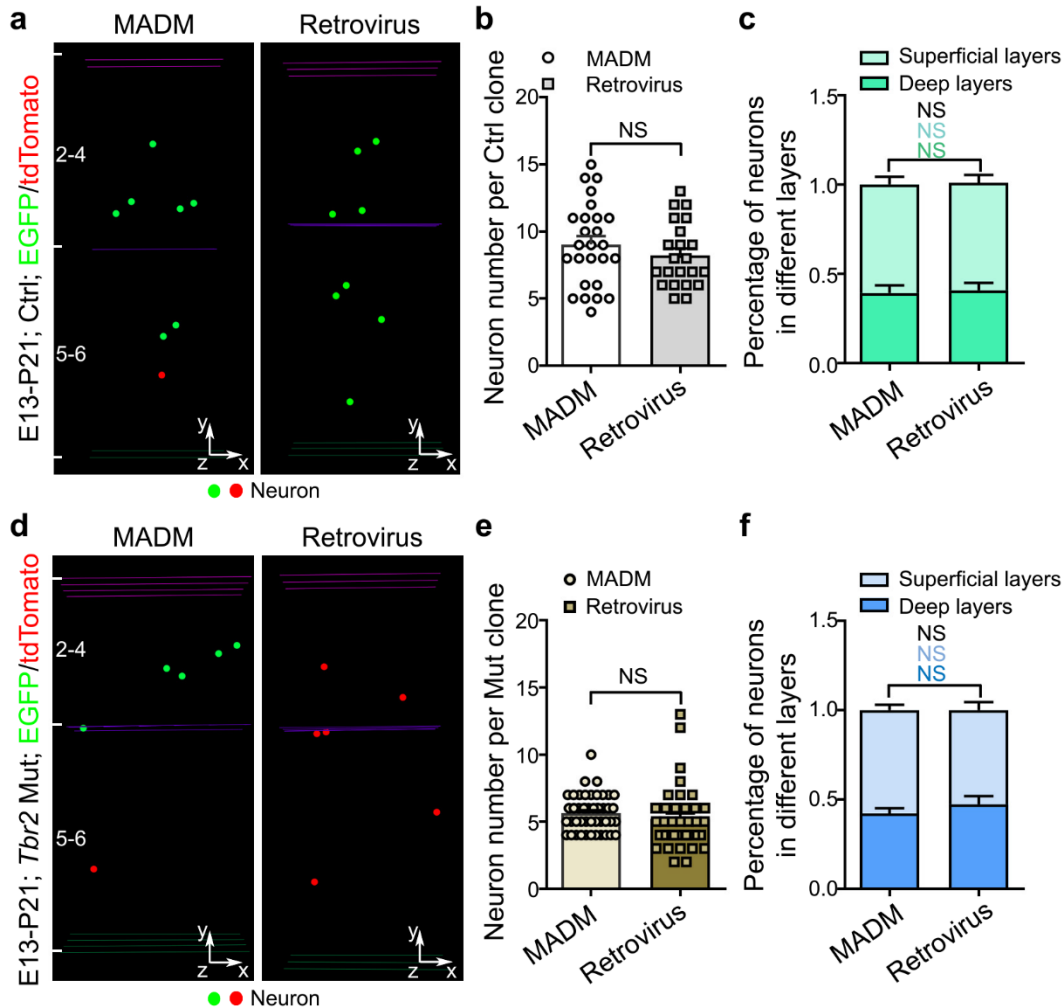 a
MADM Retrovirus
E13-P21; Ctrl; EGFP/tdTomato
2-4
5-6
y
z x
y
z x
Neuron
b
MADM
Retrovirus
Neuron number per Ctrl clone
20
15
10
5
0
NS
MADM
Retrovirus
c
Superficial layers
Deep layers
Percentage of neurons
in different layers
1.5
1.0
0.5
0.0
NS
NS
NS
MADM
Retrovirus
d
MADM Retrovirus
E13-P21; Tbr2 Mut; EGFP/tdTomato
2-4
5-6
y
z x
y
z x
Neuron
e
MADM
Retrovirus
Neuron number per Mut clone
20
15
10
5
0
NS
MADM
Retrovirus
f
Superficial layers
Deep layers
Percentage of neurons
in different layers
1.5
1.0
0.5
0.0
NS
NS
NS
MADM
Retrovirus